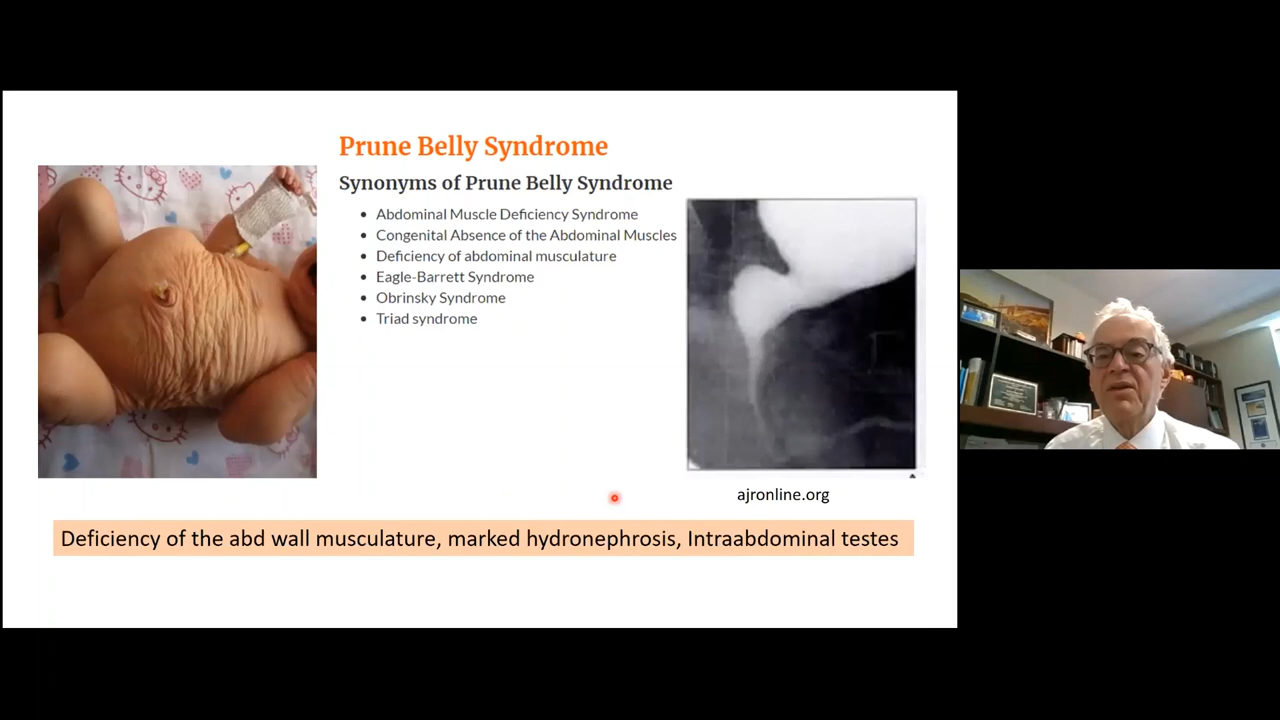 Prune Belly Syndrome
Synonyms of Prune Belly Syndrome
Abdominal Muscle Deficiency Syndrome
Congenital Absence of the Abdominal Muscles
Deficiency of abdominal musculature
Eagle-Barrett Syndrome
Obrinsky Syndrome
Triad syndrome
ajronline.org
Deficiency of the abd wall musculature, marked hydronephrosis, Intraabdominal testes